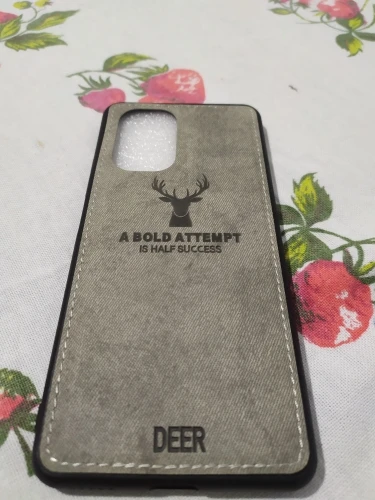 A BOLD ATTEMPT
IS HALF SUCCESS
DEER